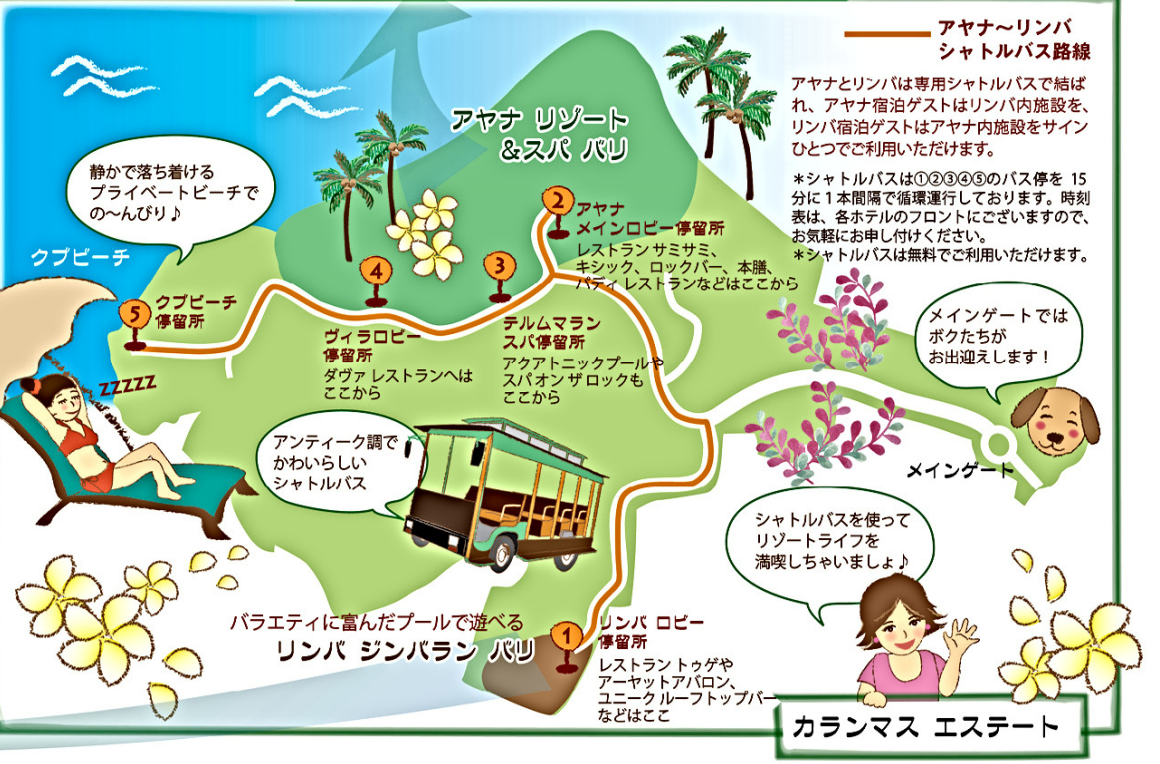 アヤナ～リンバ
シャトルバス路線
アヤナとリンバは専用シャトルバスで結ば
れ、アヤナ宿泊ゲストはリンバ内施設を、
リンバ宿泊ゲストはアヤナ内施設をサイン
ひとつでご利用いただけます。
＊シャトルバスは①②③④⑤のバス停を 15
分に１本間隔で循環運行しております。時刻
表は、各ホテルのフロントにございますので、
お気軽にお申し付けください。
＊シャトルバスは無料でご利用いただけます。
アヤナ リゾート
&スパ バリ
静かで落ち着ける
プライベートビーチで
の〜んびり♪
クブビーチ
5
クブビーチ
停留所
zzzzz
4
ヴィラロビー
停留所
ダヴァ レストランへは
ここから
3
テルムマラン
スパ停留所
アクアトニックプールや
スパ オン ザ ロックも
ここから
2
アヤナ
メインロビー停留所
レストラン サミサミ、
キシック、ロックバー、本膳、
パディ レストランなどはここから
メインゲートでは
ボクたちが
お出迎えします！
メインゲート
アンティーク調で
かわいらしい
シャトルバス
シャトルバスを使って
リゾートライフを
満喫しちゃいましょ♪
バラエティに富んだプールで遊べる
リンバ ジンバラン バリ
1
リンバ ロビー
停留所
レストラン トゥゲや
アーヤットアバロン、
ユニーク ルーフトップバー
などはここ
カランマス エステート